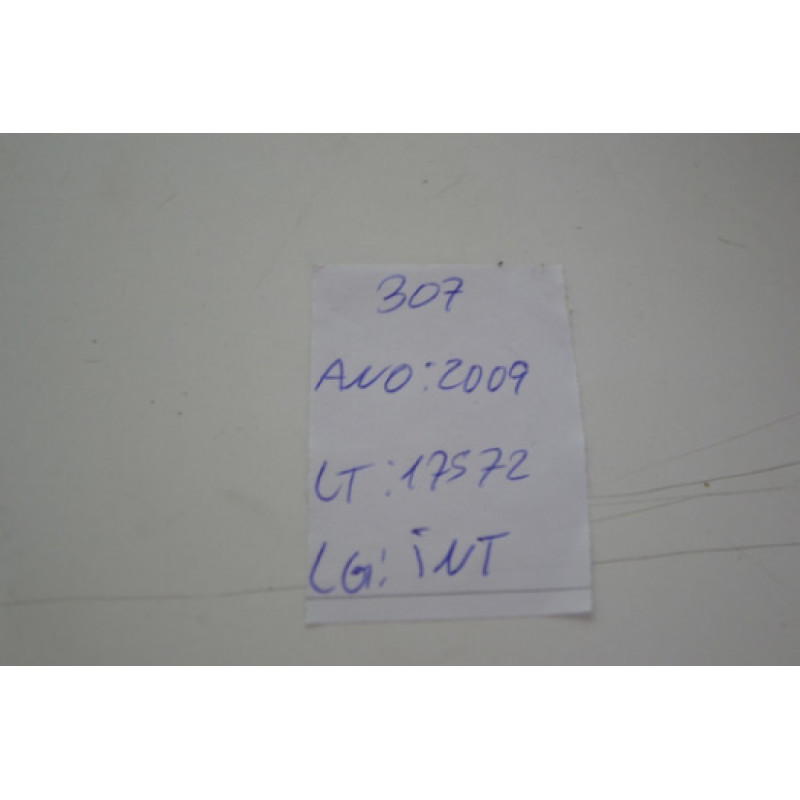 307
ANO: 2009
LT: 17572
LG: INT